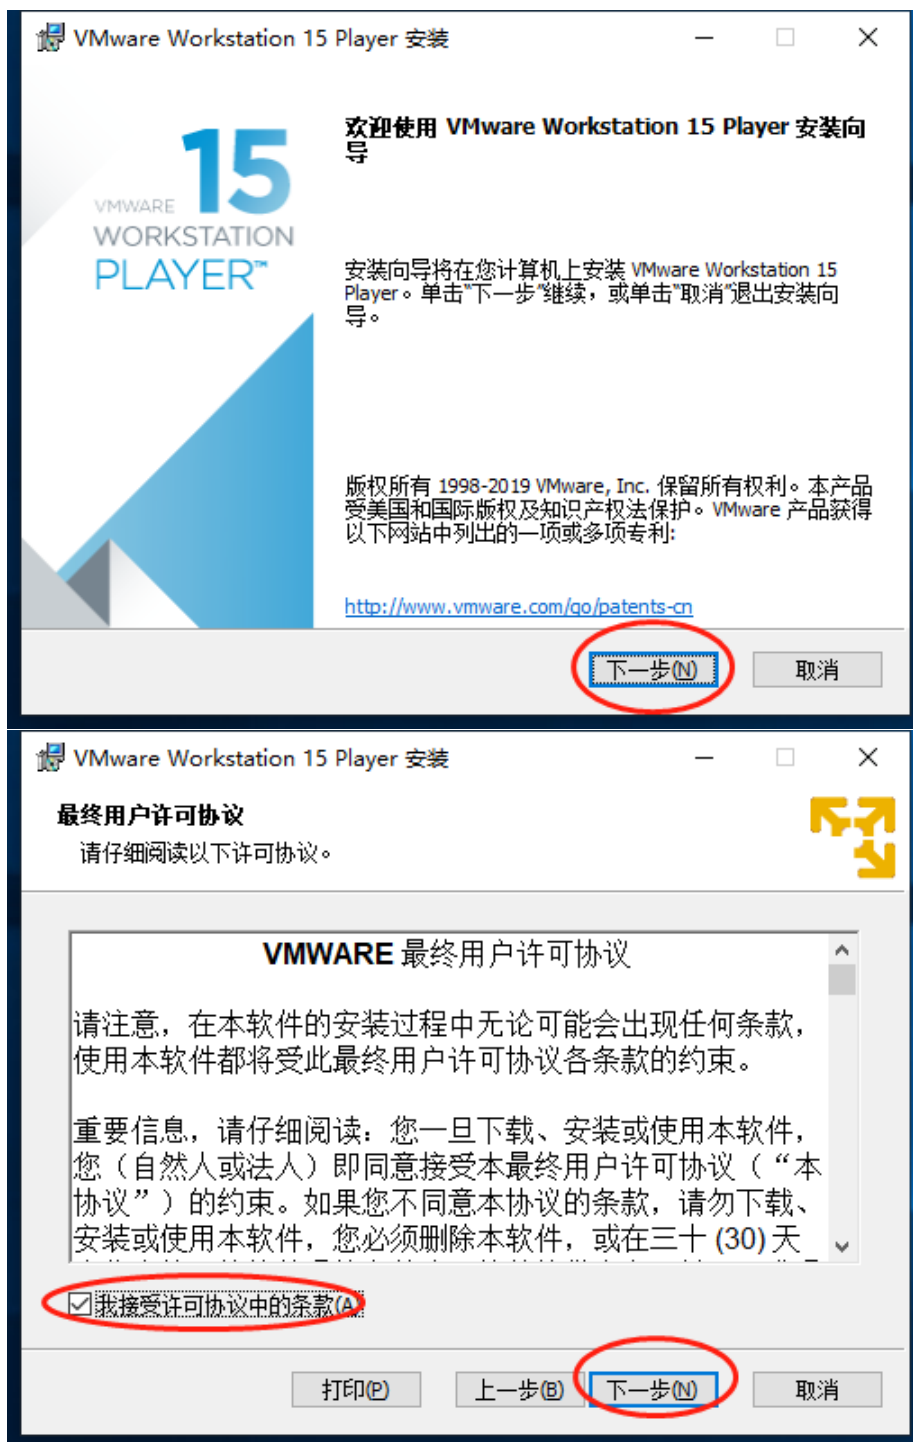 VMware Workstation 15 Player 安装
欢迎使用 VMware Workstation 15 Player 安装向
导
15
VMWARE
WORKSTATION
PLAYER™
安装向导将在您计算机上安装 VMware Workstation 15
Player。单击"下一步"继续，或单击"取消"退出安装向
导。
版权所有 1998-2019 VMware, Inc. 保留所有权利。本产品
受美国和国际版权及知识产权法保护。VMware 产品获得
以下网站中列出的一项或多项专利:
http://www.vmware.com/go/patents-cn
下一步(N)
取消
VMware Workstation 15 Player 安装
最终用户许可协议
请仔细阅读以下许可协议。
VMWARE 最终用户许可协议
请注意，在本软件的安装过程中无论可能会出现任何条款，
使用本软件都将受此最终用户许可协议各条款的约束。
重要信息，请仔细阅读：您一旦下载、安装或使用本软件，
您（自然人或法人）即同意接受本最终用户许可协议（“本
协议”）的约束。如果您不同意本协议的条款，请勿下载、
安装或使用本软件，您必须删除本软件，或在三十 (30) 天
我接受许可协议中的条款(A)
打印(P)
上一步(B)
下一步(N)
取消